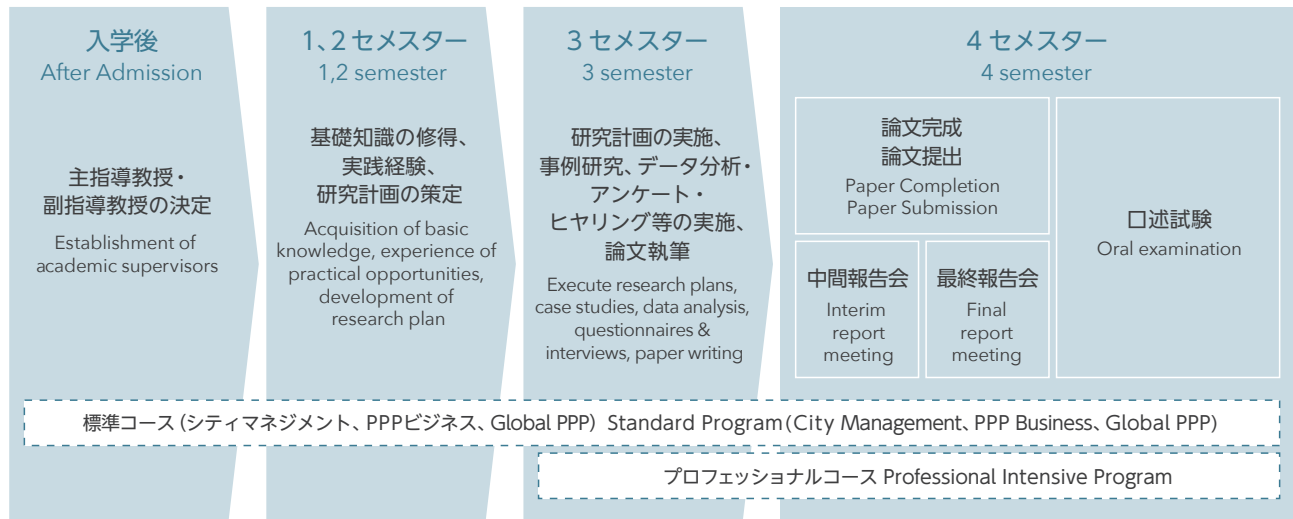 入学後
After Admission
主指導教授・
副指導教授の決定
Establishment of
academic supervisors
1、2 セメスター
1,2 semester
基礎知識の修得、
実践経験、
研究計画の策定
Acquisition of basic
knowledge, experience of
practical opportunities,
development of
research plan
3 セメスター
3 semester
研究計画の実施、
事例研究、データ分析・
アンケート・
ヒヤリング等の実施、
論文執筆
Execute research plans,
case studies, data analysis,
questionnaires &
interviews, paper writing
4 セメスター
4 semester
論文完成
論文提出
Paper Completion
Paper Submission
中間報告会
Interim
report
meeting
最終報告会
Final
report
meeting
口述試験
Oral examination
標準コース（シティマネジメント、PPPビジネス、Global PPP） Standard Program（City Management、PPP Business、Global PPP）
プロフェッショナルコース Professional Intensive Program